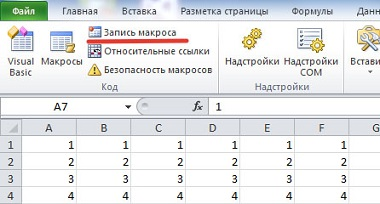 Файл Главная Вставка Разметка страницы Формулы
Visual Basic
Макросы
Запись макроса
Относительные ссылки
Безопасность макросов
Код
Надстройки
Надстройки COM
Надстройки
A7 fx 1
A B C D E F G
1 1 1 1 1 1 1
2 2 2 2 2 2 2
3 3 3 3 3 3 3
4 4 4 4 4 4 4